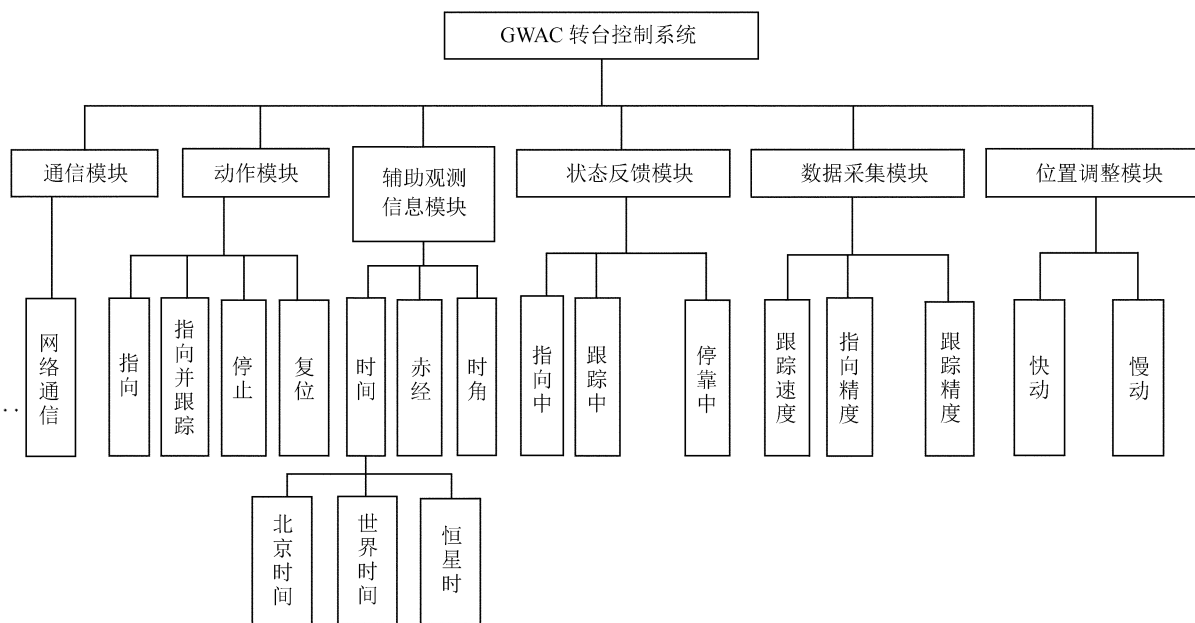 GWAC 转台控制系统
通信模块
动作模块
辅助观测
信息模块
状态反馈模块
数据采集模块
位置调整模块
网络通信
指向
指向并跟踪
停止
复位
时间
赤经
时角
指向中
跟踪中
停靠中
跟踪速度
指向精度
跟踪精度
快动
慢动
..
北京时间
世界时间
恒星时